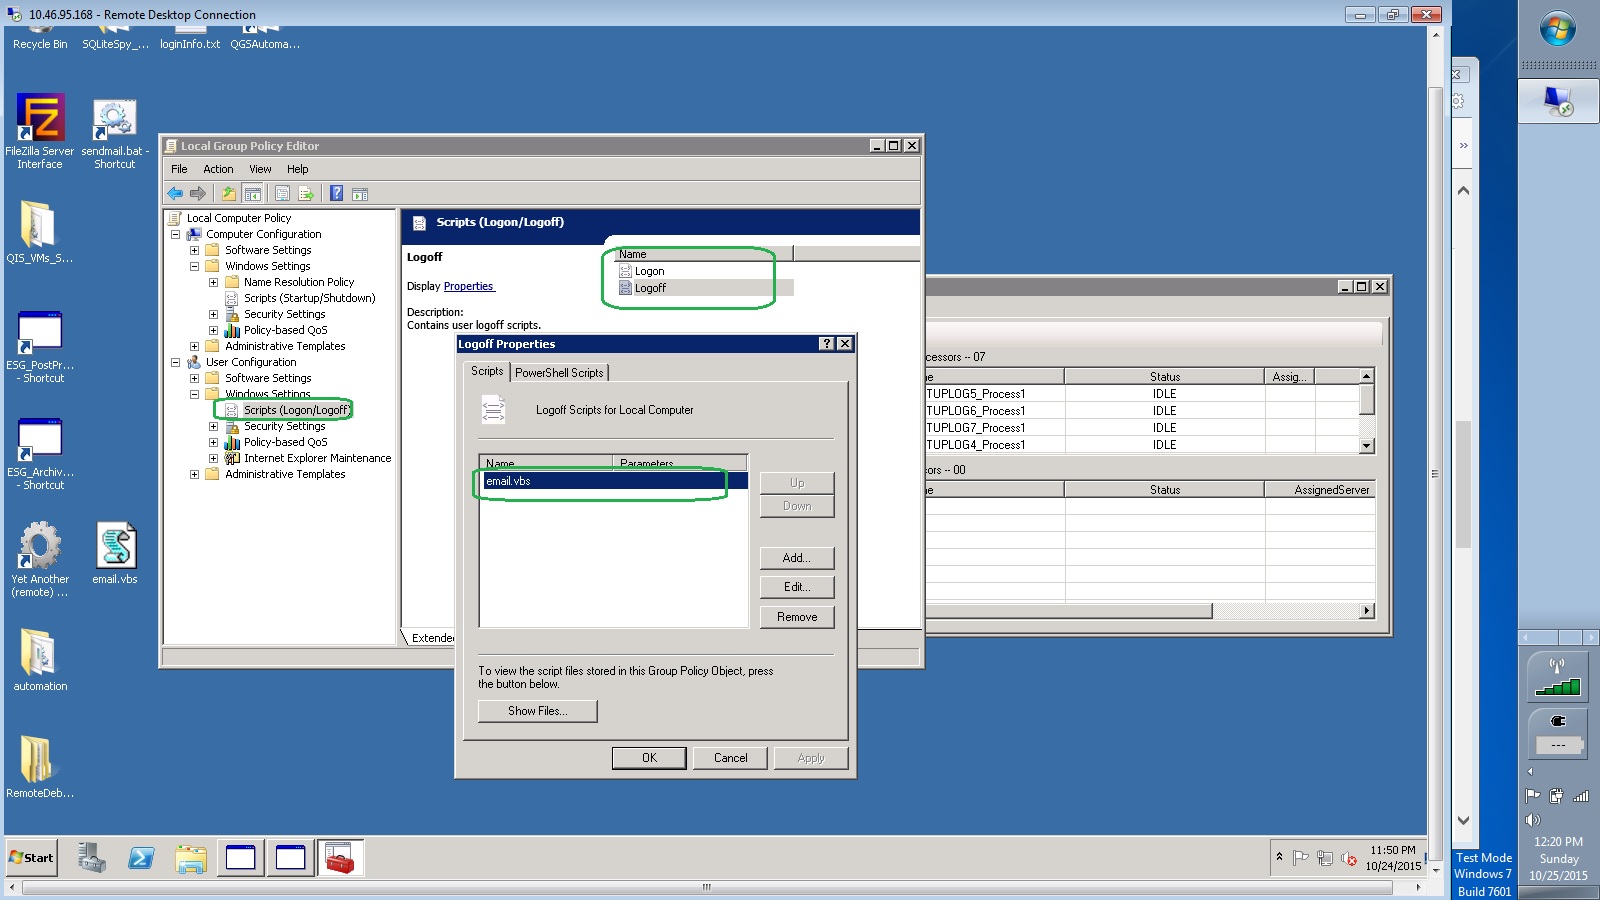 10.46.95.168 - Remote Desktop Connection
Recycle Bin
SQLiteSpy_...
loginInfo.txt
QGSAutoma...
FileZilla Server
Interface
sendmail.bat -
Shortcut
QIS_VMs_S...
ESG_PostPr...
- Shortcut
ESG_Archiv...
- Shortcut
Yet Another
(remote) ...
email.vbs
automation
RemoteDeb...
Local Group Policy Editor
File Action View Help
Local Computer Policy
Computer Configuration
Software Settings
Windows Settings
Name Resolution Policy
Scripts (Startup/Shutdown)
Security Settings
Policy-based QoS
Administrative Templates
User Configuration
Software Settings
Windows Settings
Scripts (Logon/Logoff)
Security Settings
Policy-based QoS
Internet Explorer Maintenance
Administrative Templates
Scripts (Logon/Logoff)
Logoff
Display Properties
Description:
Contains user logoff scripts.
Name
Logon
Logoff
Extended
Logoff Properties
Scripts
PowerShell Scripts
Logoff Scripts for Local Computer
Name Parameters
email.vbs
Up
Down
Add...
Edit...
Remove
To view the script files stored in this Group Policy Object, press
the button below.
Show Files...
OK
Cancel
Apply
cessors -- 07
ne Status Assig...
TUPLOG5_Process1 IDLE
TUPLOG6_Process1 IDLE
TUPLOG7_Process1 IDLE
TUPLOG4_Process1 IDLE
ors -- 00
ne Status AssignedServer
Start
11:50 PM
10/24/2015
Test Mode
Windows 7
Build 7601
12:20 PM
Sunday
10/25/2015